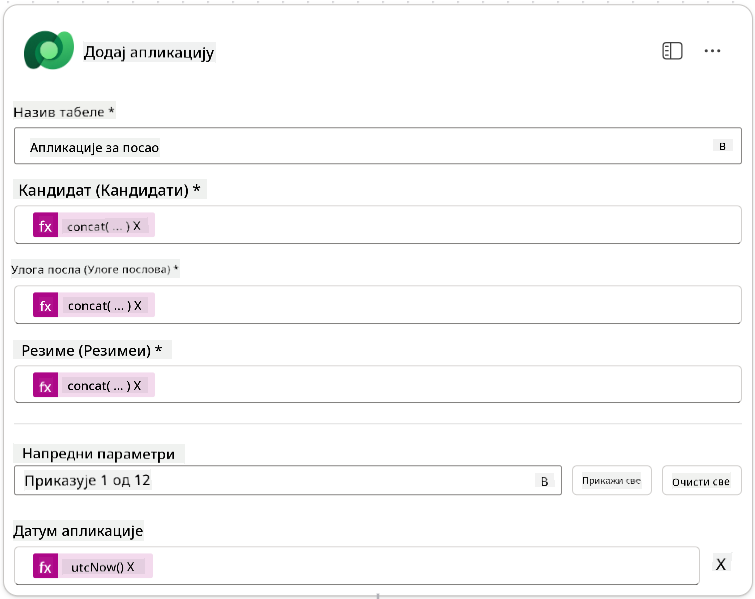 Додај апликацију
Назив табеле *
Апликације за посао
в
Кандидат (Кандидати) *
fx concat( ... ) X
Улога посла (Улоге послова) *
fx concat( ... ) X
Резиме (Резимеи) *
fx concat( ... ) X
Напредни параметри
Приказује 1 од 12
В
Прикажи све
Очисти све
Датум апликације
fx utcNow() X
X